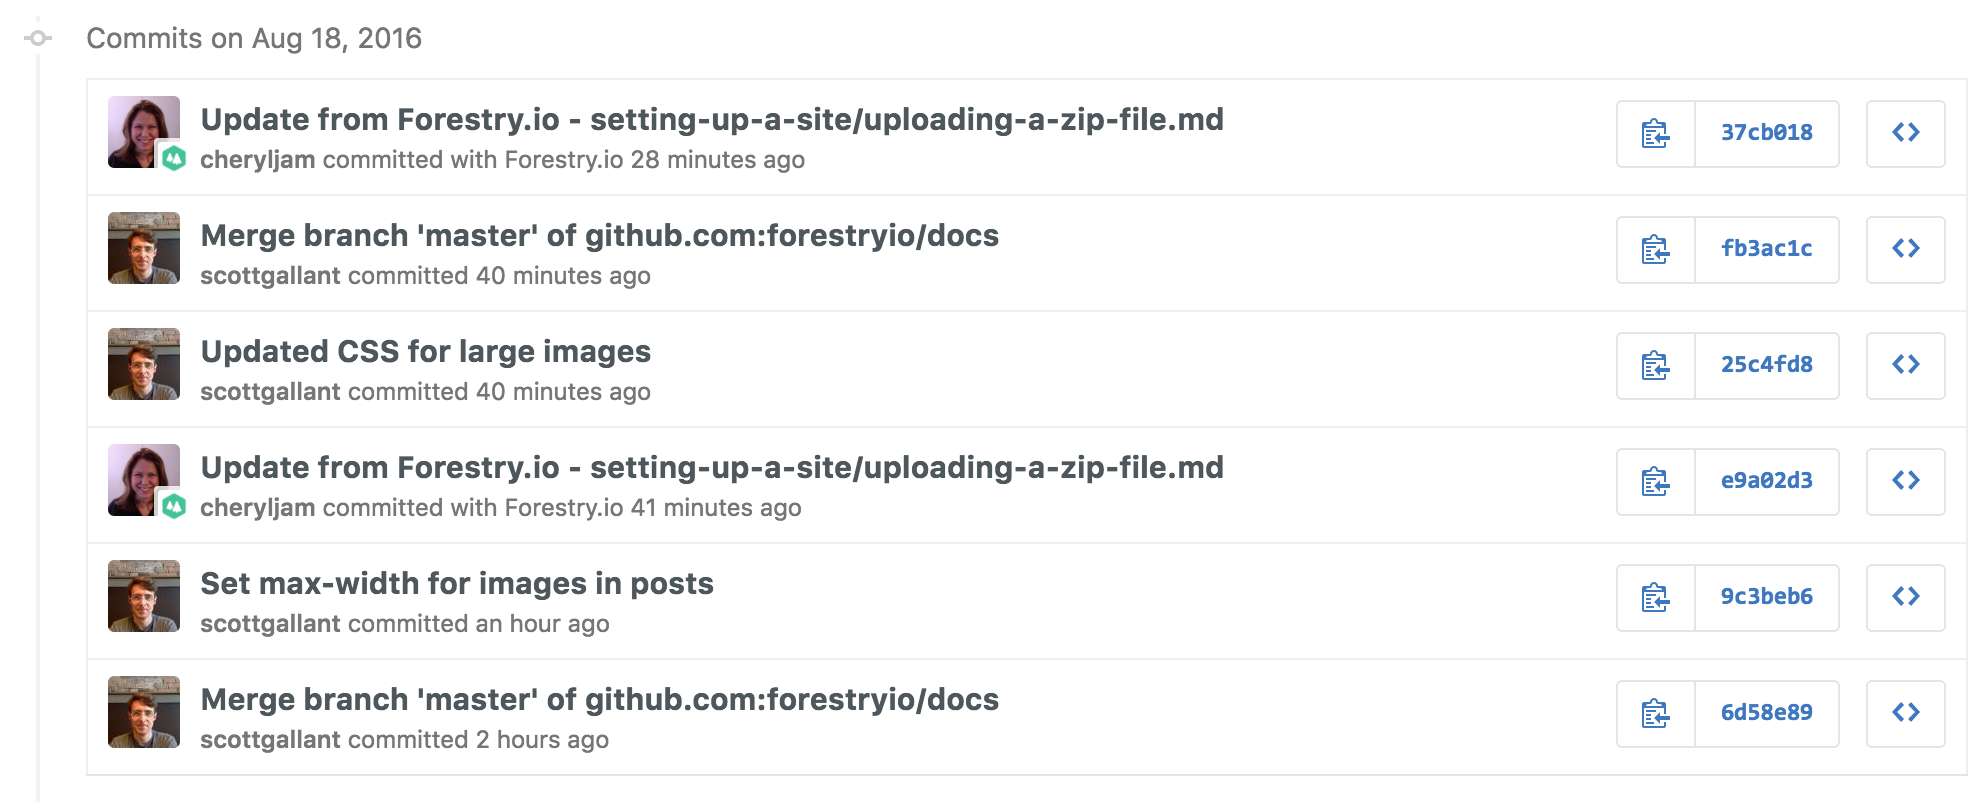 Commits on Aug 18, 2016
Update from Forestry.io - setting-up-a-site/uploading-a-zip-file.md
cheryljam committed with Forestry.io 28 minutes ago
37cb018
Merge branch 'master' of github.com:forestryio/docs
scottgallant committed 40 minutes ago
fb3ac1c
Updated CSS for large images
scottgallant committed 40 minutes ago
25c4fd8
Update from Forestry.io - setting-up-a-site/uploading-a-zip-file.md
cheryljam committed with Forestry.io 41 minutes ago
e9a02d3
Set max-width for images in posts
scottgallant committed an hour ago
9c3beb6
Merge branch 'master' of github.com:forestryio/docs
scottgallant committed 2 hours ago
6d58e89